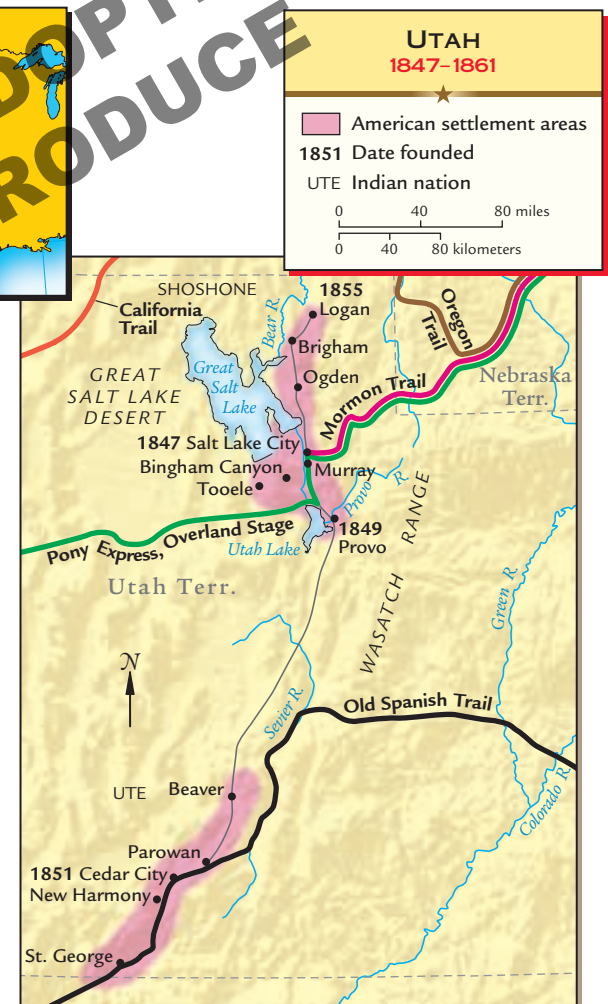 DOPTI
RODUCE
UTAH
1847–1861
American settlement areas
1851 Date founded
UTE Indian nation
0 40 80 miles
0 40 80 kilometers
SHOSHONE
1855
Logan
California
Trail
Bear R.
Oregon
Trail
Brigham
GREAT
SALT LAKE
DESERT
Great
Salt
Lake
Ogden
Mormon Trail
Nebraska
Terr.
1847 Salt Lake City
Bingham Canyon
Murray
Tooele
Provo R.
WASATCH RANGE
Pony Express, Overland Stage
1849
Provo
Utah Lake
Utah Terr.
Green R.
N
Sevier R.
Old Spanish Trail
UTE
Beaver
Colorado R.
Parowan
1851 Cedar City
New Harmony
St. George